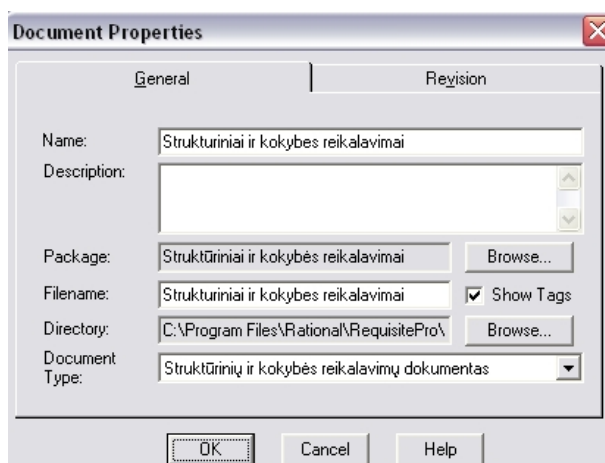 Document Properties
General Revision
Name: Strukturiniai ir kokybes reikalavimai
Description:
Package: Struktūriniai ir kokybės reikalavimai Browse...
Filename: Strukturiniai ir kokybes reikalavimai Show Tags
Directory: C:\Program Files\Rational\RequisitePro\ Browse...
Document
Type: Struktūrinių ir kokybės reikalavimų dokumentas
OK Cancel Help